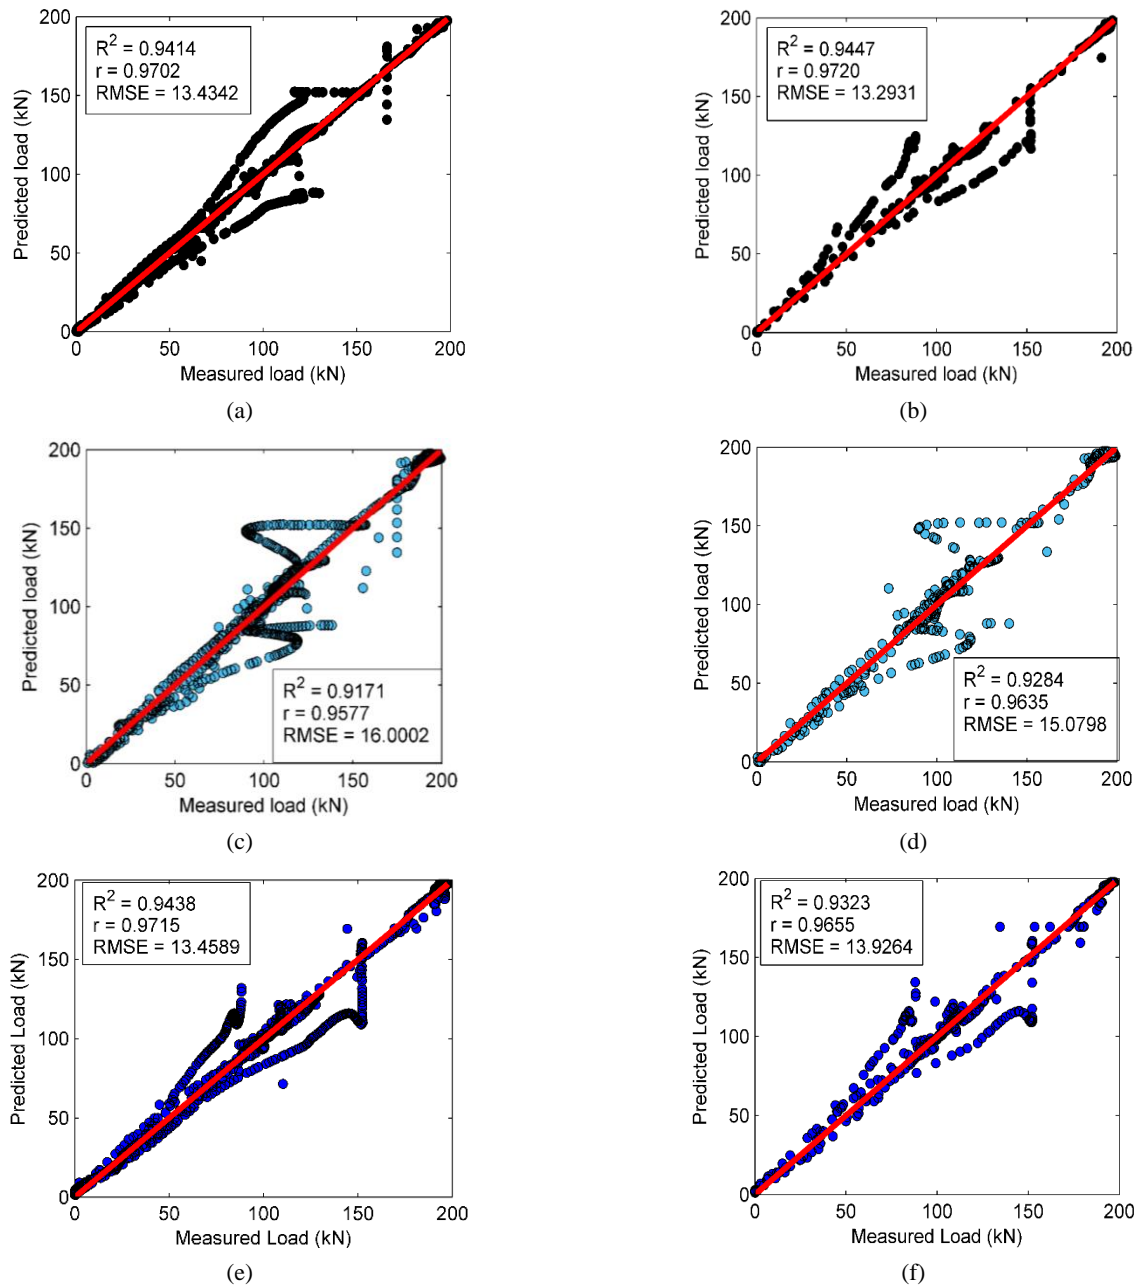 200
150
100
50
0
R² = 0.9414
r = 0.9702
RMSE = 13.4342
Predicted load (kN)
0 50 100 150 200
Measured load (kN)
(a)
200
150
100
50
0
R² = 0.9447
r = 0.9720
RMSE = 13.2931
Predicted load (kN)
0 50 100 150 200
Measured load (kN)
(b)
200
150
100
50
0
R² = 0.9171
r = 0.9577
RMSE = 16.0002
Predicted load (kN)
0 50 100 150 200
Measured load (kN)
(c)
200
150
100
50
0
R² = 0.9284
r = 0.9635
RMSE = 15.0798
Predicted load (kN)
0 50 100 150 200
Measured load (kN)
(d)
200
150
100
50
0
R² = 0.9438
r = 0.9715
RMSE = 13.4589
Predicted Load (kN)
0 50 100 150 200
Measured Load (kN)
(e)
200
150
100
50
0
R² = 0.9323
r = 0.9655
RMSE = 13.9264
Predicted Load (kN)
0 50 100 150 200
Measured Load (kN)
(f)